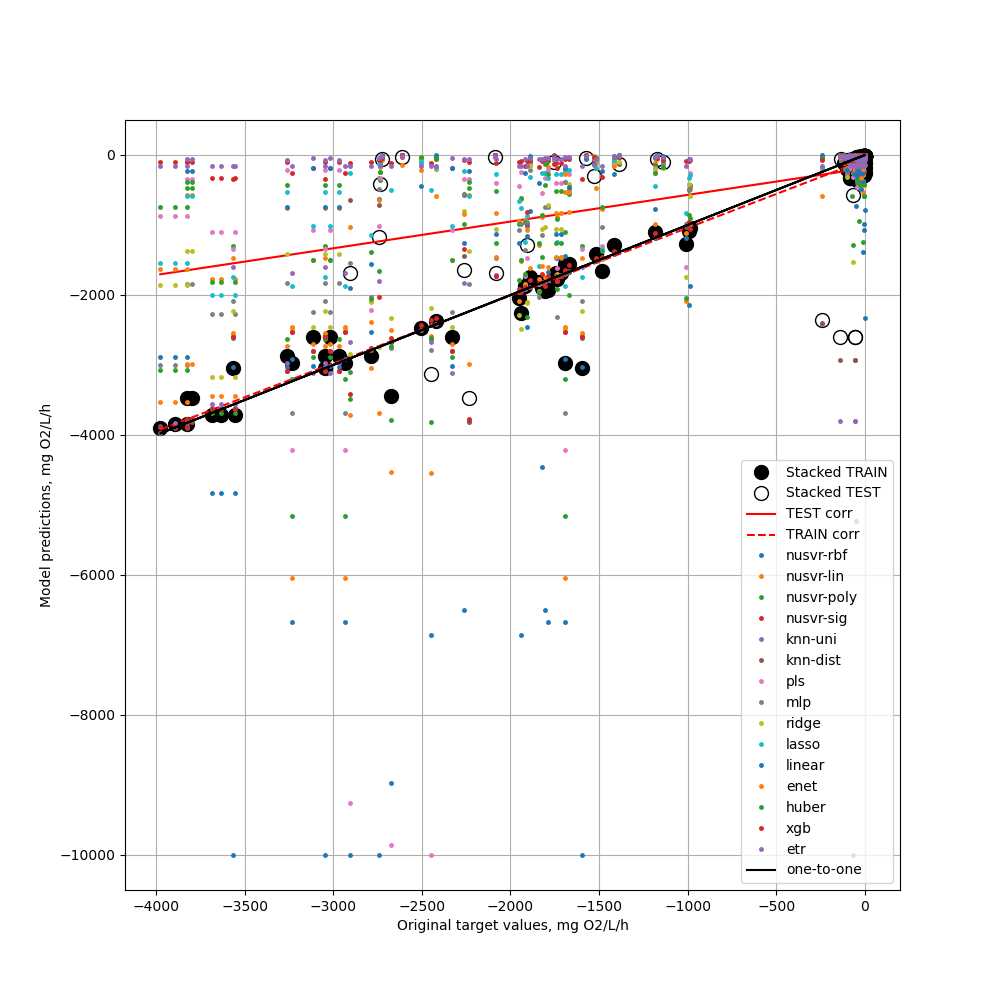 0
−2000
−4000
−6000
−8000
−10000
Model predictions, mg O2/L/h
−4000 −3500 −3000 −2500 −2000 −1500 −1000 −500 0
Original target values, mg O2/L/h
Stacked TRAIN
Stacked TEST
TEST corr
TRAIN corr
nusvr-rbf
nusvr-lin
nusvr-poly
nusvr-sig
knn-uni
knn-dist
pls
mlp
ridge
lasso
linear
enet
huber
xgb
etr
one-to-one